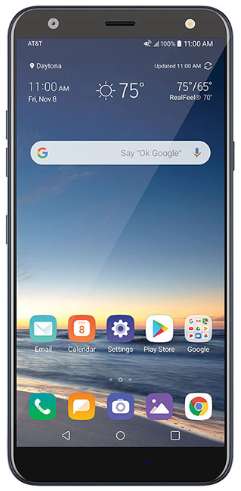 AT&T 100% 11:00 AM
Daytona Updated 11:00 AM
11:00 AM 75° 75°/65°
Fri, Nov 8 RealFeel® 70°
G Say "Ok Google"
8
Email Calendar Settings Play Store Google